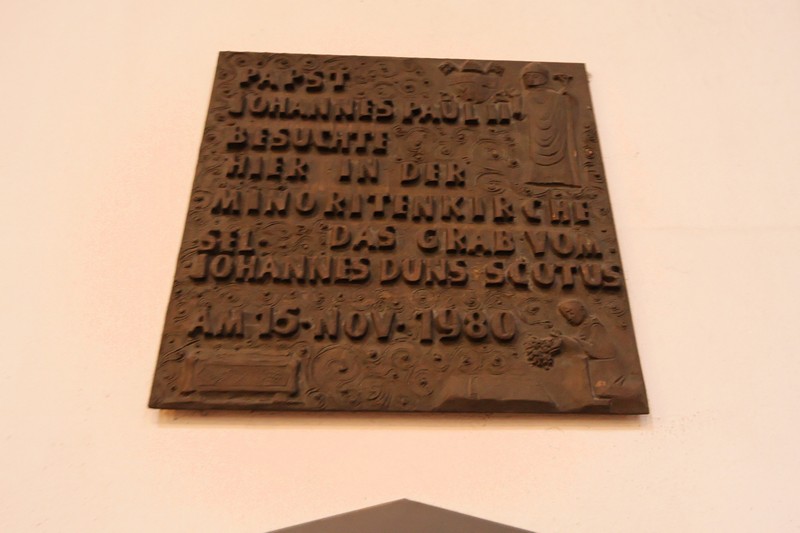 PAPST
JOHANNES PAUL II.
BESUCHTE
HIER IN DER
MINORITENKIRCHE
SEL. DAS GRAB VOM
JOHANNES DUNS SCOTUS
AM 15. NOV. 1980